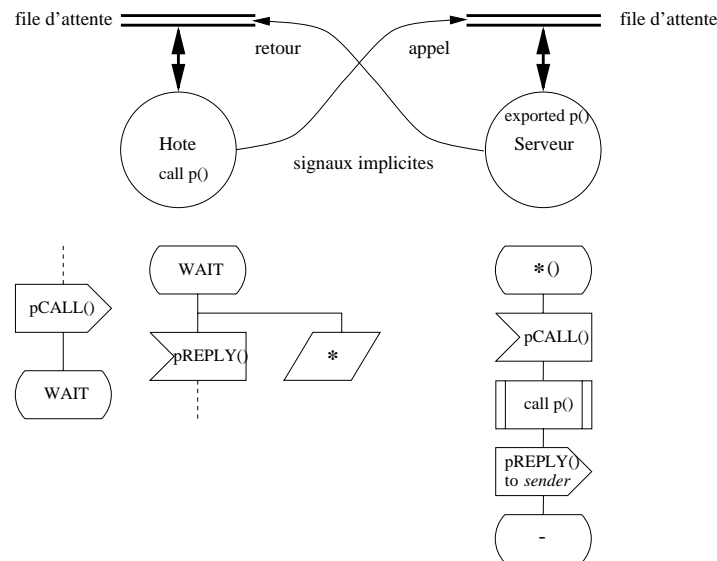 file d'attente
file d'attente
retour
appel
exported p()
Hote
Serveur
call p()
signaux implicites
WAIT
*()
pCALL()
pCALL()
pREPLY()
*
WAIT
call p()
pREPLY()
to sender
-